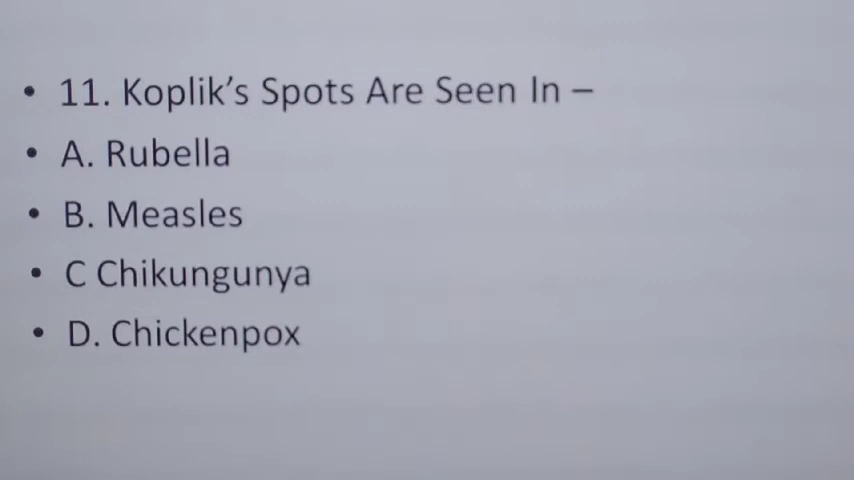 • 11. Koplik’s Spots Are Seen In –
• A. Rubella
• B. Measles
• C Chikungunya
• D. Chickenpox